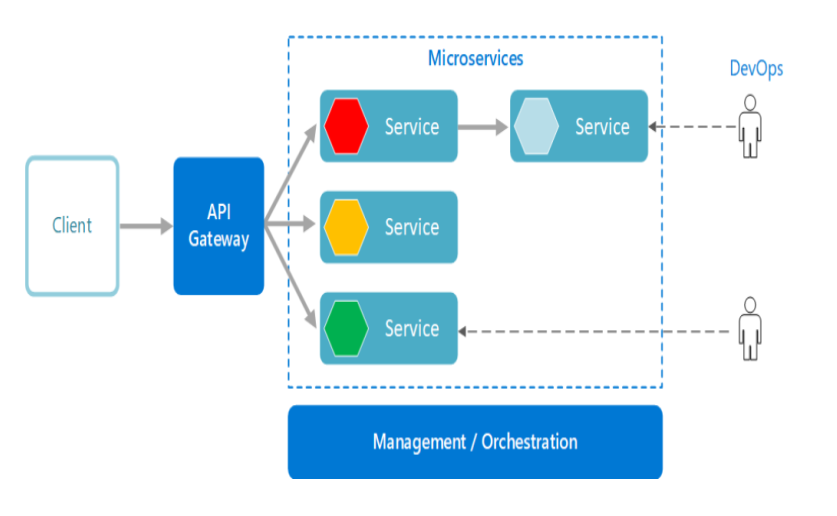 Microservices
DevOps
Service
Service
Client
API
Gateway
Service
Service
Management / Orchestration